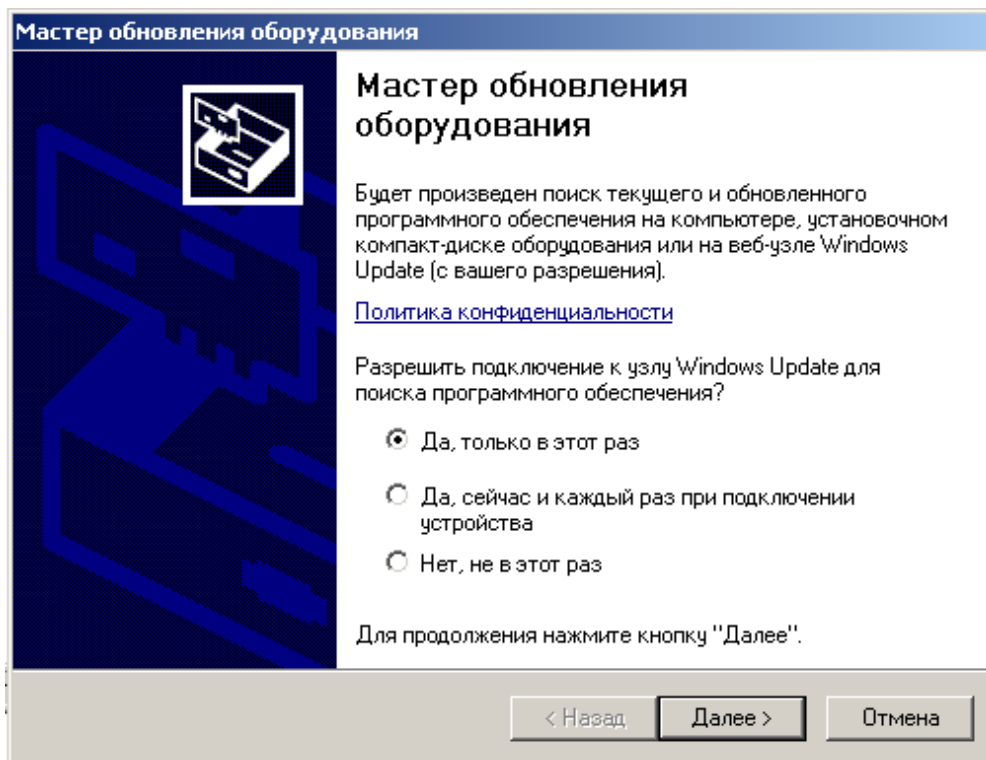 Мастер обновления оборудования
Мастер обновления
оборудования
Будет произведен поиск текущего и обновленного
программного обеспечения на компьютере, установочном
компакт-диске оборудования или на веб-узле Windows
Update (с вашего разрешения).
Политика конфиденциальности
Разрешить подключение к узлу Windows Update для
поиска программного обеспечения?
Да, только в этот раз
Да, сейчас и каждый раз при подключении
устройства
Нет, не в этот раз
Для продолжения нажмите кнопку "Далее".
< Назад
Далее >
Отмена